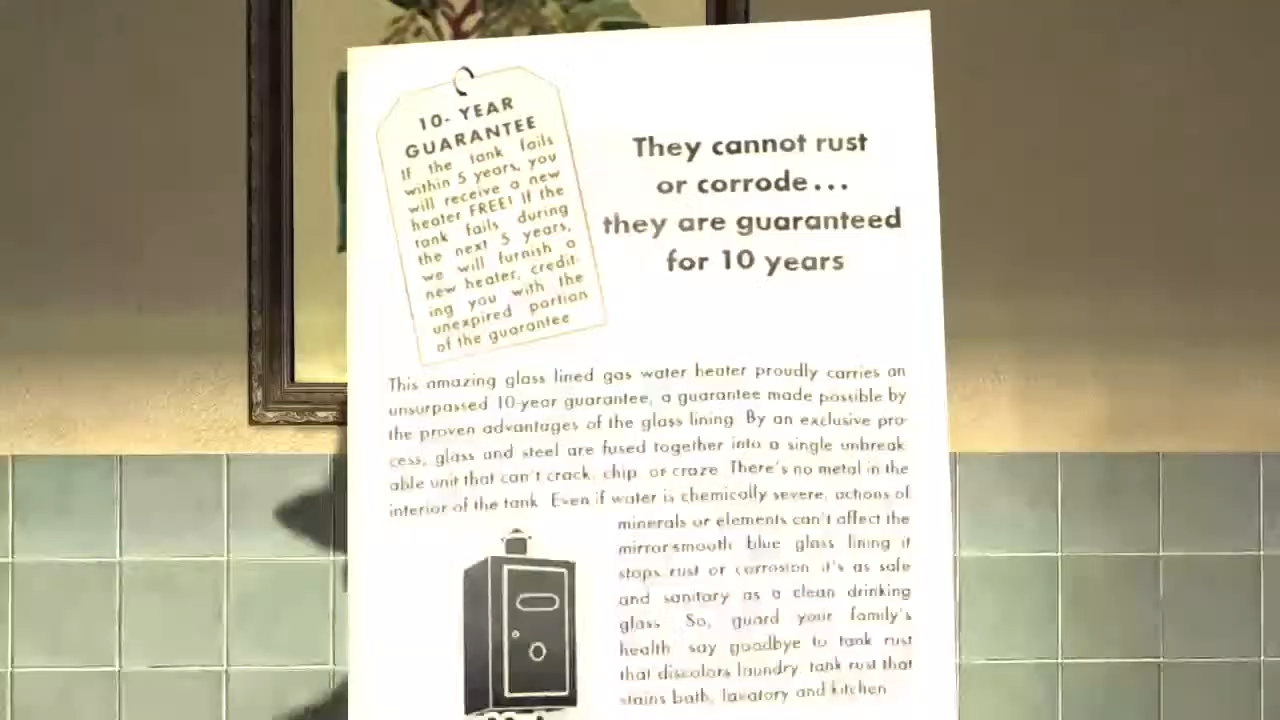 10- YEAR
GUARANTEE
If the tank fails
within 5 years, you
will receive a new
heater FREE! If the
tank fails during
the next 5 years,
we will furnish a
new heater, credit-
ing you with the
unexpired portion
of the guarantee
They cannot rust
or corrode...
they are guaranteed
for 10 years
This amazing glass lined gas water heater proudly carries an
unsurpassed 10-year guarantee, a guarantee made possible by
the proven advantages of the glass lining. By an exclusive pro-
cess, glass and steel are fused together into a single unbreak
able unit that can't crack, chip or craze. There's no metal in the
interior of the tank. Even if water is chemically severe, actions of
minerals or elements can't affect the
mirror-smooth blue glass lining it
stops rust or corrosion it's as safe
and sanitary as a clean drinking
glass. So, guard your family's
health say goodbye to tank rust
that discolors laundry, tank rust that
stains bath, lavatory and kitchen